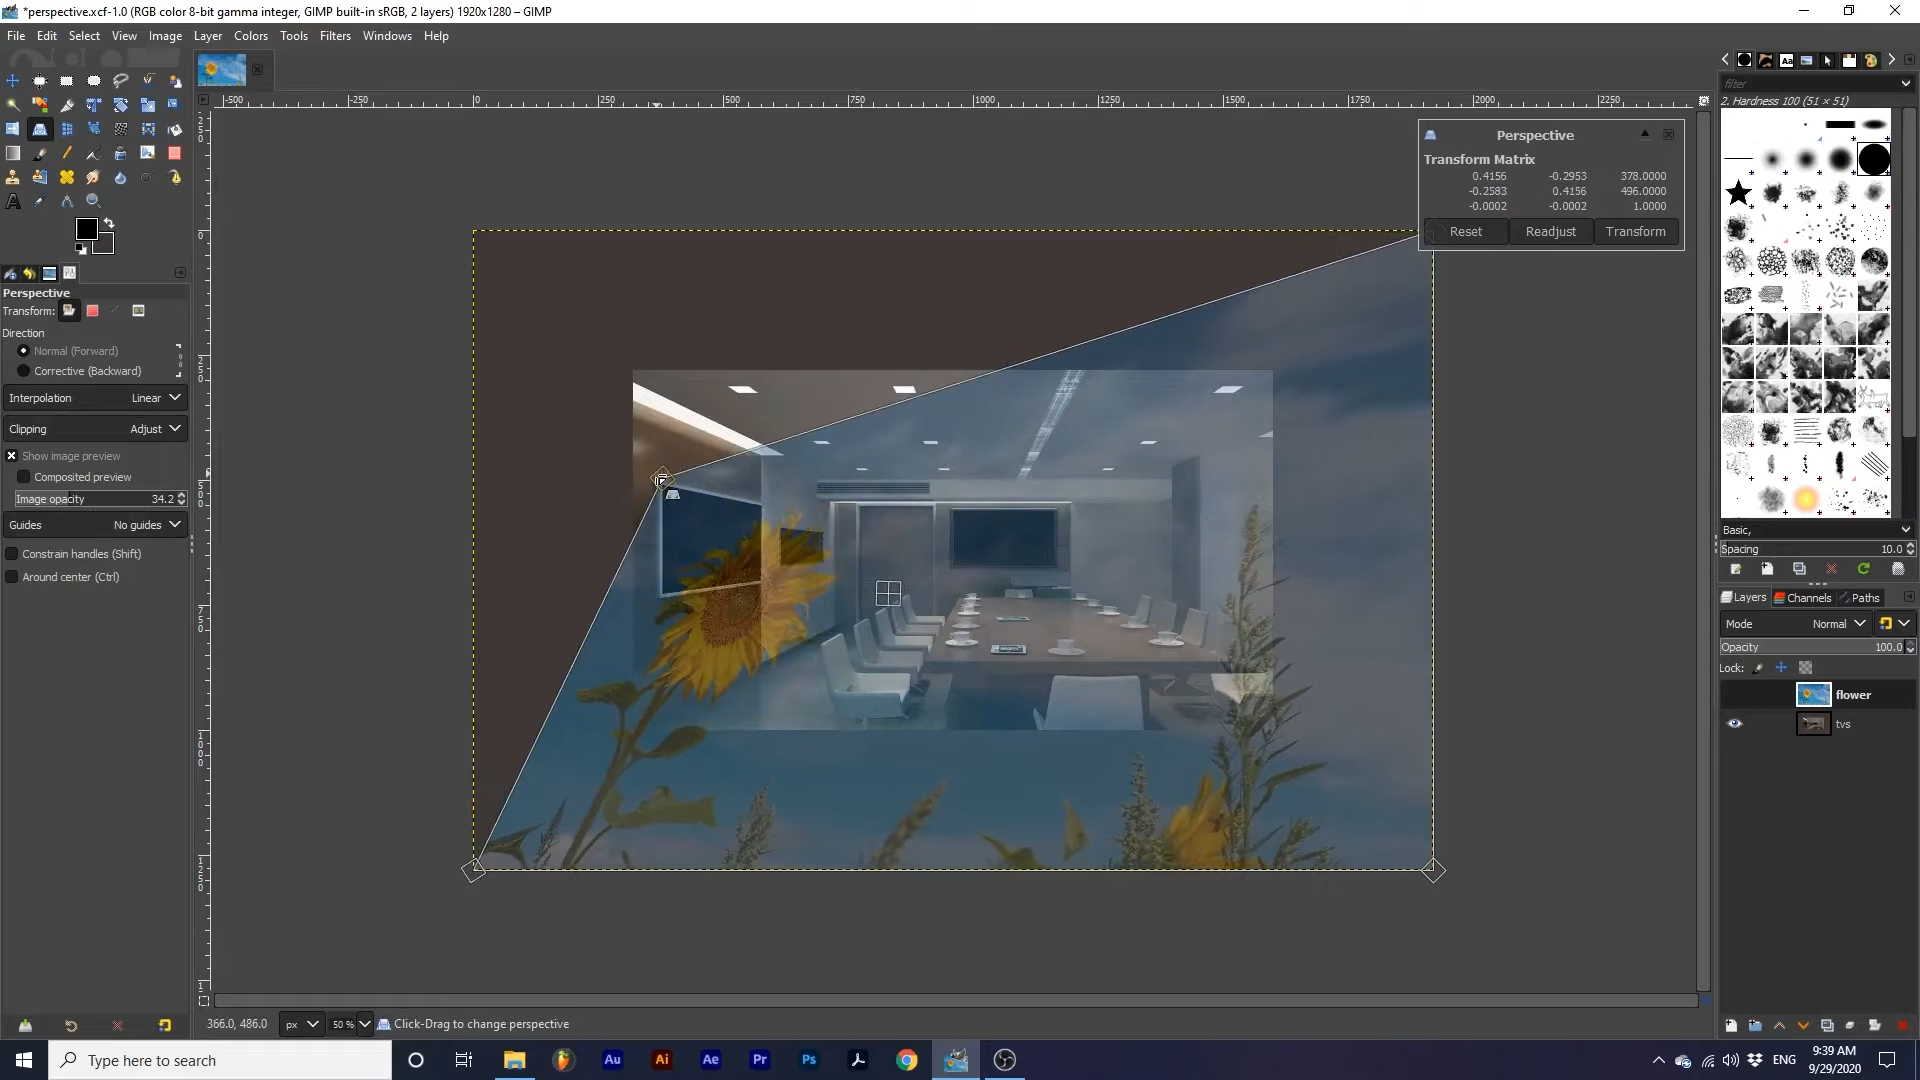 *perspective.xcf-1.0 (RGB color 8-bit gamma integer, GIMP built-in sRGB, 2 layers) 1920x1280 – GIMP
File Edit Select View Image Layer Colors Tools Filters Windows Help
filter
2. Hardness 100 (51 × 51)
-500 -250 0 250 500 750 1000 1250 1500 1750 2000 2250
Perspective
Transform Matrix
0.4156 -0.2953 378.0000
-0.2583 0.4156 496.0000
-0.0002 -0.0002 1.0000
Reset Readjust Transform
Perspective
Transform:
Direction
Normal (Forward)
Corrective (Backward)
Interpolation Linear
Clipping Adjust
Show image preview
Composited preview
Image opacity 34.2
Guides No guides
Constrain handles (Shift)
Around center (Ctrl)
Basic,
Spacing 10.0
Layers Channels Paths
Mode Normal
Opacity 100.0
Lock:
flower
tvs
366.0, 486.0 px 50 % Click-Drag to change perspective
Type here to search
Au Ai Ae Pr Ps
ENG
9:39 AM
9/29/2020